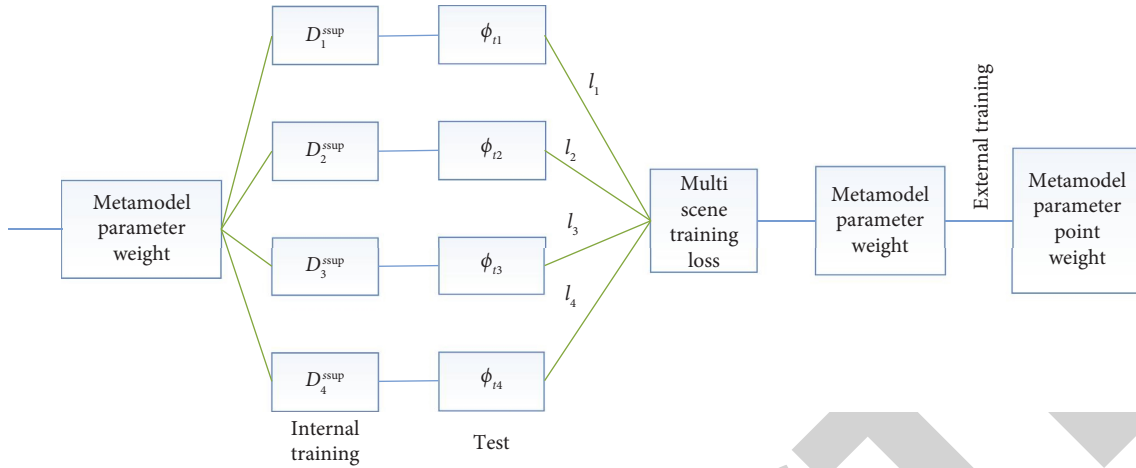 Metamodel
parameter
weight
D_1^{ssup}
ϕ_{t1}
D_2^{ssup}
ϕ_{t2}
D_3^{ssup}
ϕ_{t3}
D_4^{ssup}
ϕ_{t4}
Internal
training
Test
l_1
l_2
l_3
l_4
Multi
scene
training
loss
Metamodel
parameter
weight
External training
Metamodel
parameter
point
weight